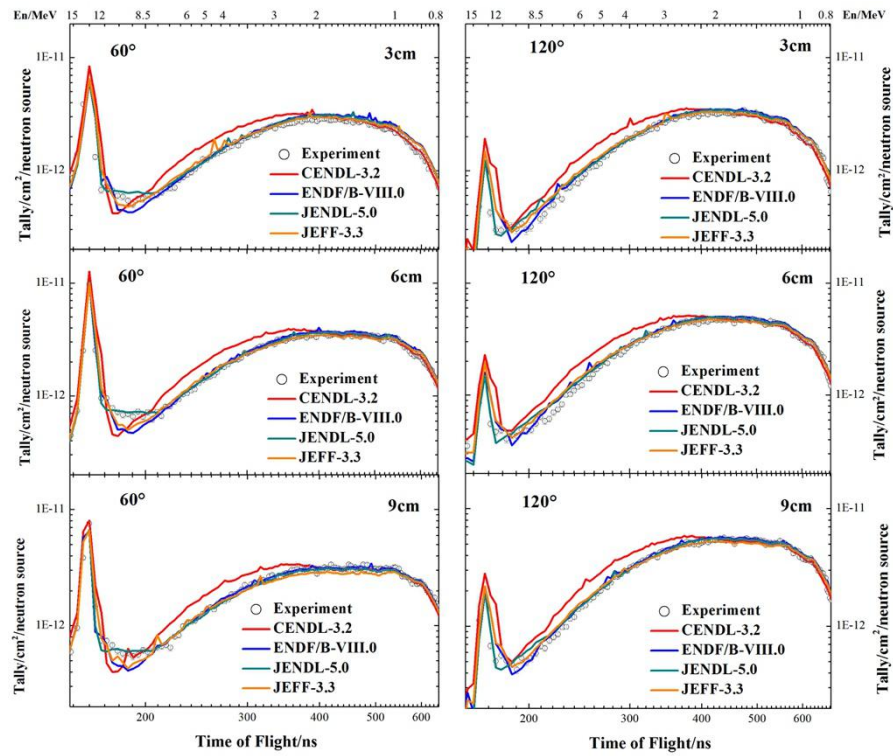 En/MeV 15 12 8.5 6 5 4 3 2 1 0.8
15 12 8.5 6 5 4 3 2 1 0.8 En/MeV
60° 3cm
1E-11
1E-12
Tally/cm²/neutron source
Experiment
CENDL-3.2
ENDF/B-VIII.0
JENDL-5.0
JEFF-3.3
120° 3cm
1E-11
1E-12
Tally/cm²/neutron source
Experiment
CENDL-3.2
ENDF/B-VIII.0
JENDL-5.0
JEFF-3.3
60° 6cm
1E-11
1E-12
Tally/cm²/neutron source
Experiment
CENDL-3.2
ENDF/B-VIII.0
JENDL-5.0
JEFF-3.3
120° 6cm
1E-11
1E-12
Tally/cm²/neutron source
Experiment
CENDL-3.2
ENDF/B-VIII.0
JENDL-5.0
JEFF-3.3
60° 9cm
1E-11
1E-12
Tally/cm²/neutron source
Experiment
CENDL-3.2
ENDF/B-VIII.0
JENDL-5.0
JEFF-3.3
200 300 400 500 600
Time of Flight/ns
120° 9cm
1E-11
1E-12
Tally/cm²/neutron source
Experiment
CENDL-3.2
ENDF/B-VIII.0
JENDL-5.0
JEFF-3.3
200 300 400 500 600
Time of Flight/ns